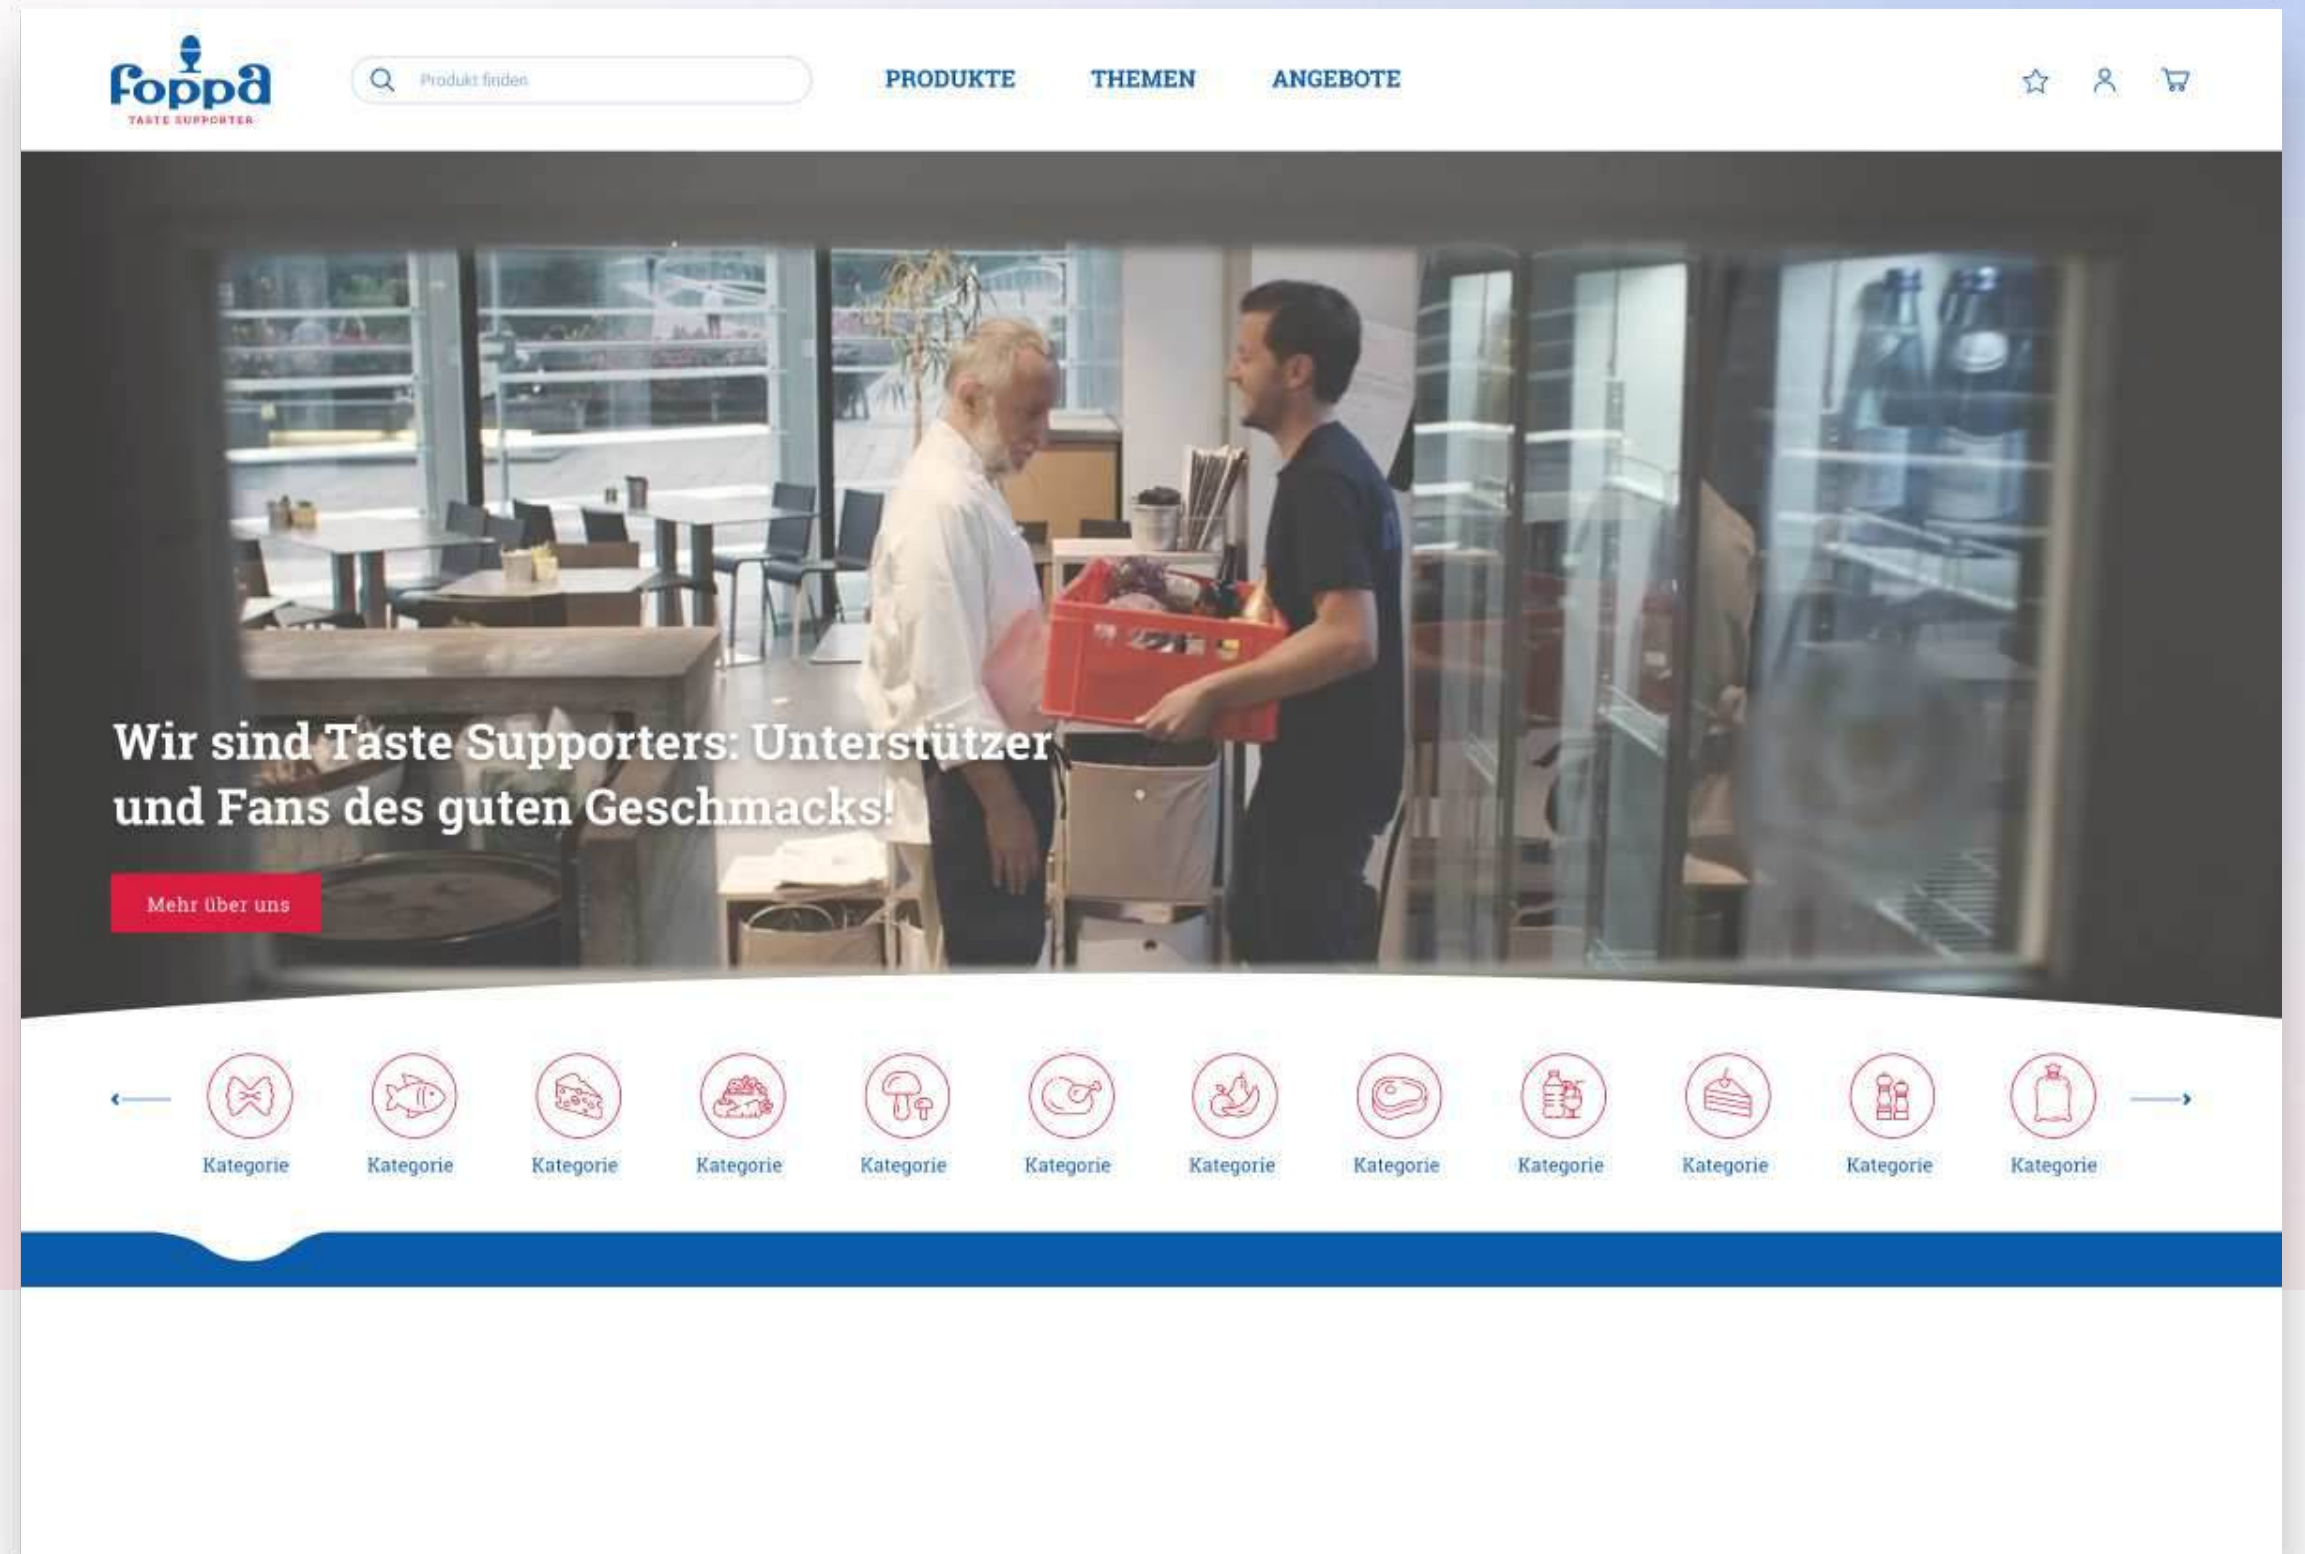 foppa
TASTE SUPPORTER
Produkt finden
PRODUKTE
THEMEN
ANGEBOTE
Wir sind Taste Supporters: Unterstützer
und Fans des guten Geschmacks!
Mehr über uns
Kategorie
Kategorie
Kategorie
Kategorie
Kategorie
Kategorie
Kategorie
Kategorie
Kategorie
Kategorie
Kategorie
Kategorie